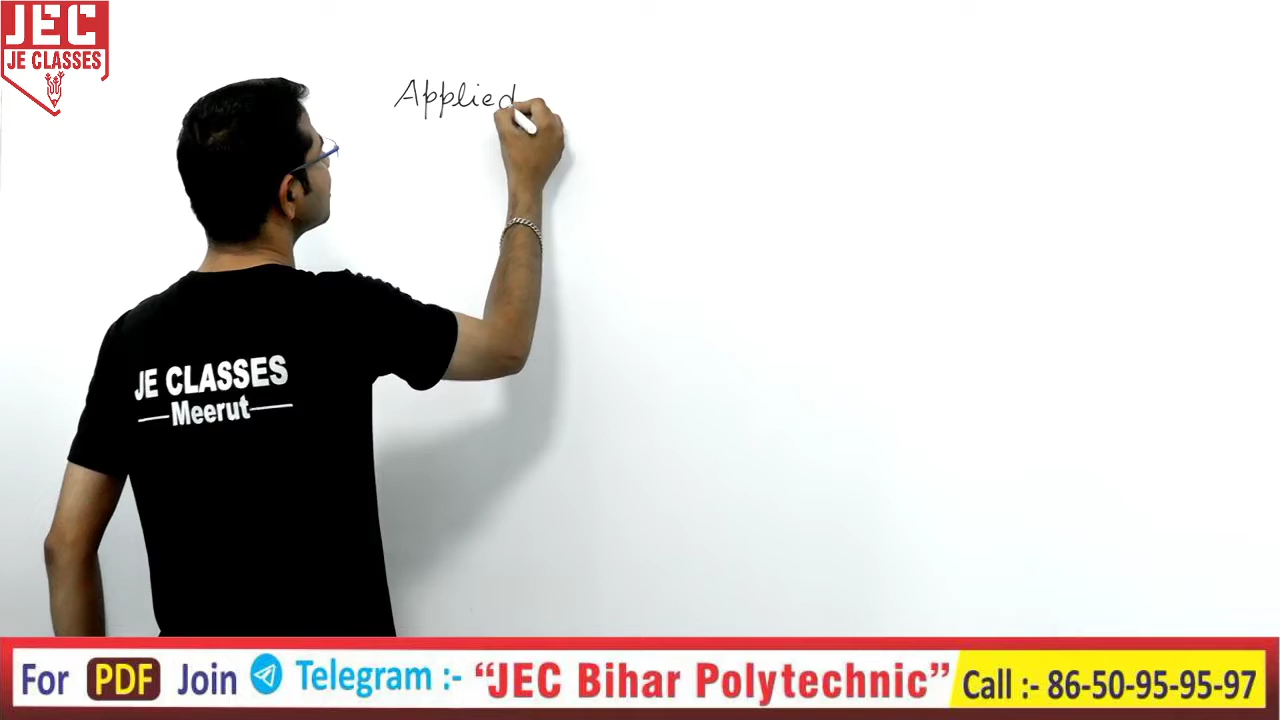 JEC
JE CLASSES
Applied
JE CLASSES
Meerut
For PDF Join Telegram :- “JEC Bihar Polytechnic” Call :- 86-50-95-95-97